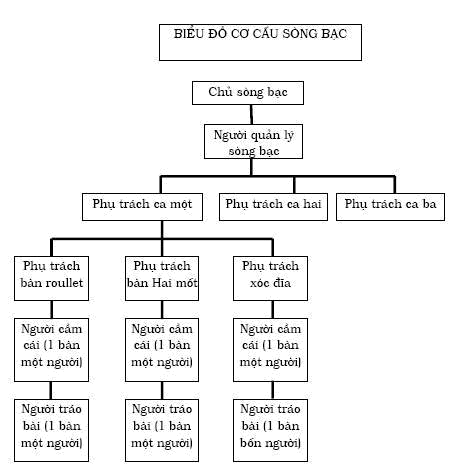 BIỂU ĐỒ CƠ CẤU SÒNG BẠC
Chủ sòng bạc
Người quản lý
sòng bạc
Phụ trách ca một
Phụ trách ca hai
Phụ trách ca ba
Phụ trách
bàn roullet
Phụ trách
bàn Hai mốt
Phụ trách
xóc đĩa
Người cầm
cái (1 bàn
một người)
Người cầm
cái (1 bàn
một người)
Người cầm
cái (1 bàn
một người)
Người tráo
bài (1 bàn
một người)
Người tráo
bài (1 bàn
một người)
Người tráo
bài (1 bàn
bốn người)